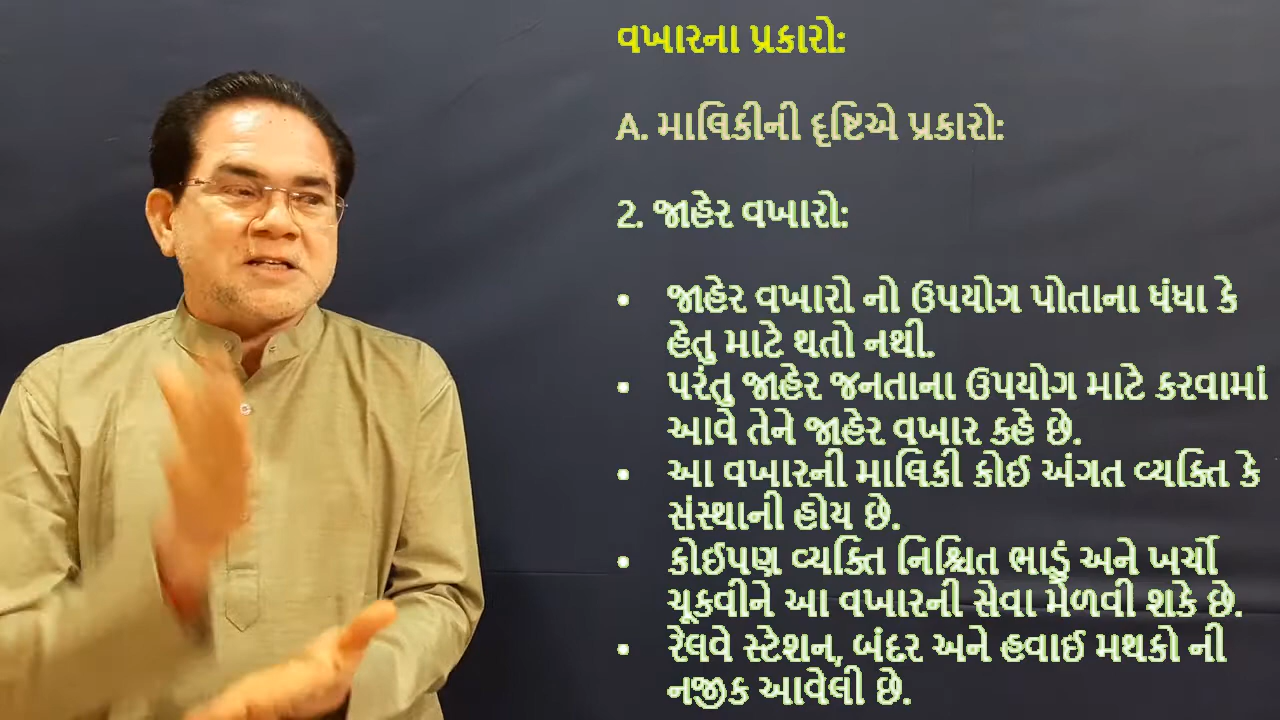 વખારના પ્રકારો:
A. માલિકીની દૃષ્ટિએ પ્રકારો:
2. જાહેર વખારો:
• જાહેર વખારો નો ઉપયોગ પોતાના ધંધા કે
હેતુ માટે થતો નથી.
• પરંતુ જાહેર જનતાના ઉપયોગ માટે કરવામાં
આવે તેને જાહેર વખાર કહે છે.
• આ વખારની માલિકી કોઈ અંગત વ્યક્તિ કે
સંસ્થાની હોય છે.
• કોઈપણ વ્યક્તિ નિશ્ચિત ભાડું અને ખર્ચો
ચૂકવીને આ વખારની સેવા મેળવી શકે છે.
• રેલવે સ્ટેશન, બંદર અને હવાઈ મથકો ની
નજીક આવેલી છે.